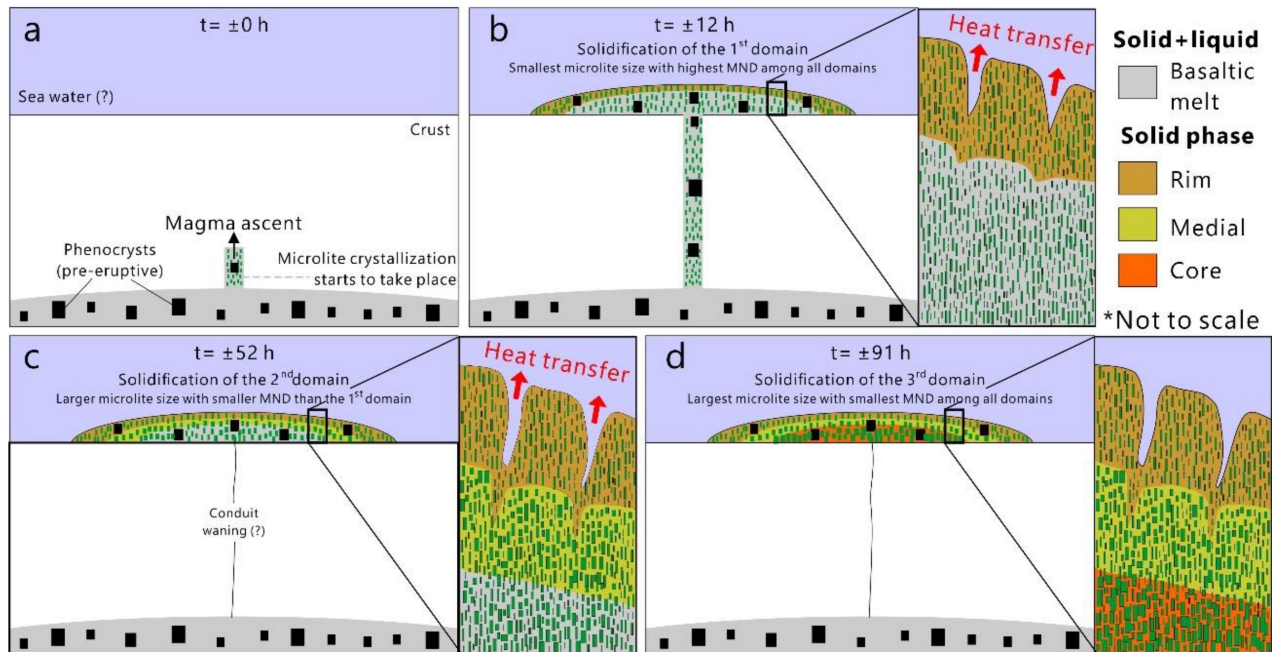 a
t= ±0 h
Sea water (?)
Crust
Magma ascent
Phenocrysts
(pre-eruptive)
Microlite crystallization
starts to take place
b
t= ±12 h
Solidification of the 1st domain
Smallest microlite size with highest MND among all domains
Heat transfer
Solid+liquid
Basaltic
melt
Solid phase
Rim
Medial
Core
*Not to scale
c
t= ±52 h
Solidification of the 2nd domain
Larger microlite size with smaller MND than the 1st domain
Conduit
waning (?)
Heat transfer
d
t= ±91 h
Solidification of the 3rd domain
Largest microlite size with smallest MND among all domains